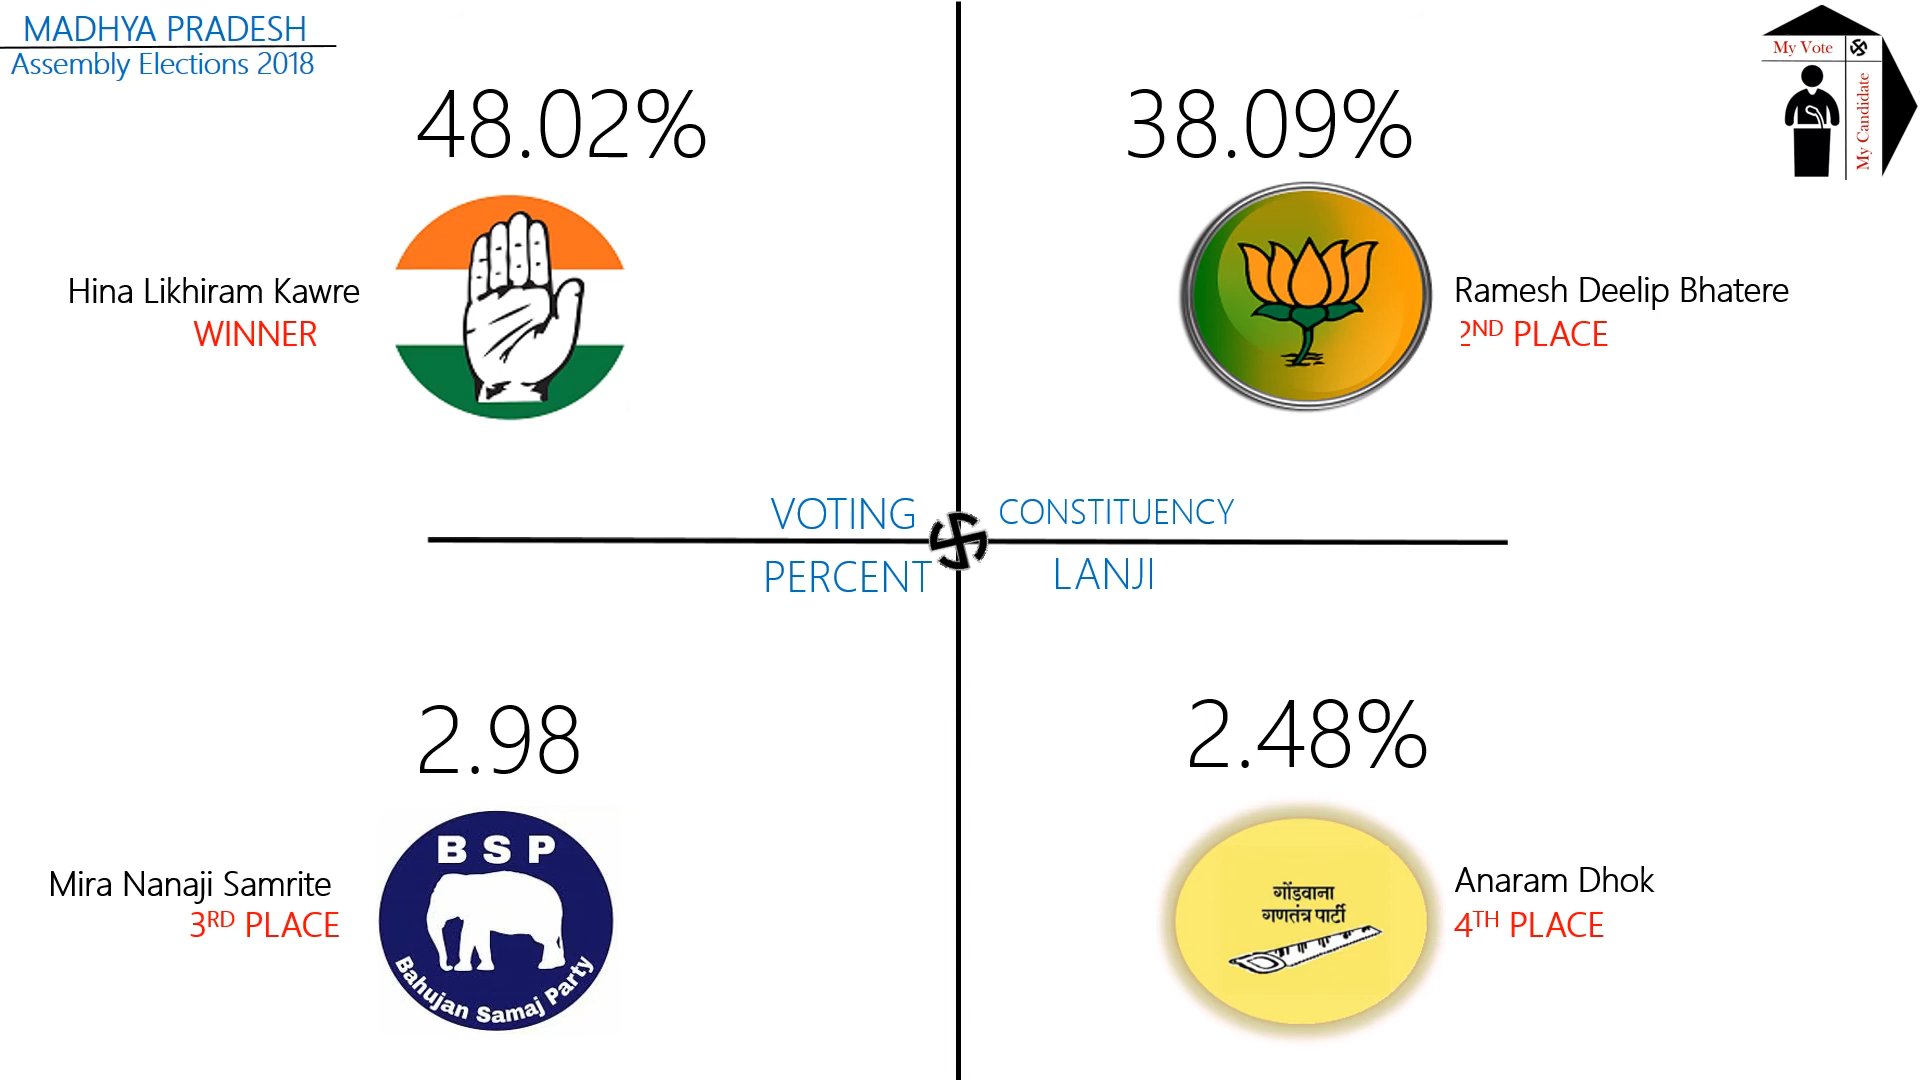 MADHYA PRADESH
Assembly Elections 2018
My Vote
My Candidate
48.02%
Hina Likhiram Kawre
WINNER
38.09%
Ramesh Deelip Bhatere
2ND PLACE
VOTING
PERCENT
CONSTITUENCY
LANJI
2.98
BSP
Bahujan Samaj Party
Mira Nanaji Samrite
3RD PLACE
2.48%
गोंडवाना
गणतंत्र पार्टी
Anaram Dhok
4TH PLACE